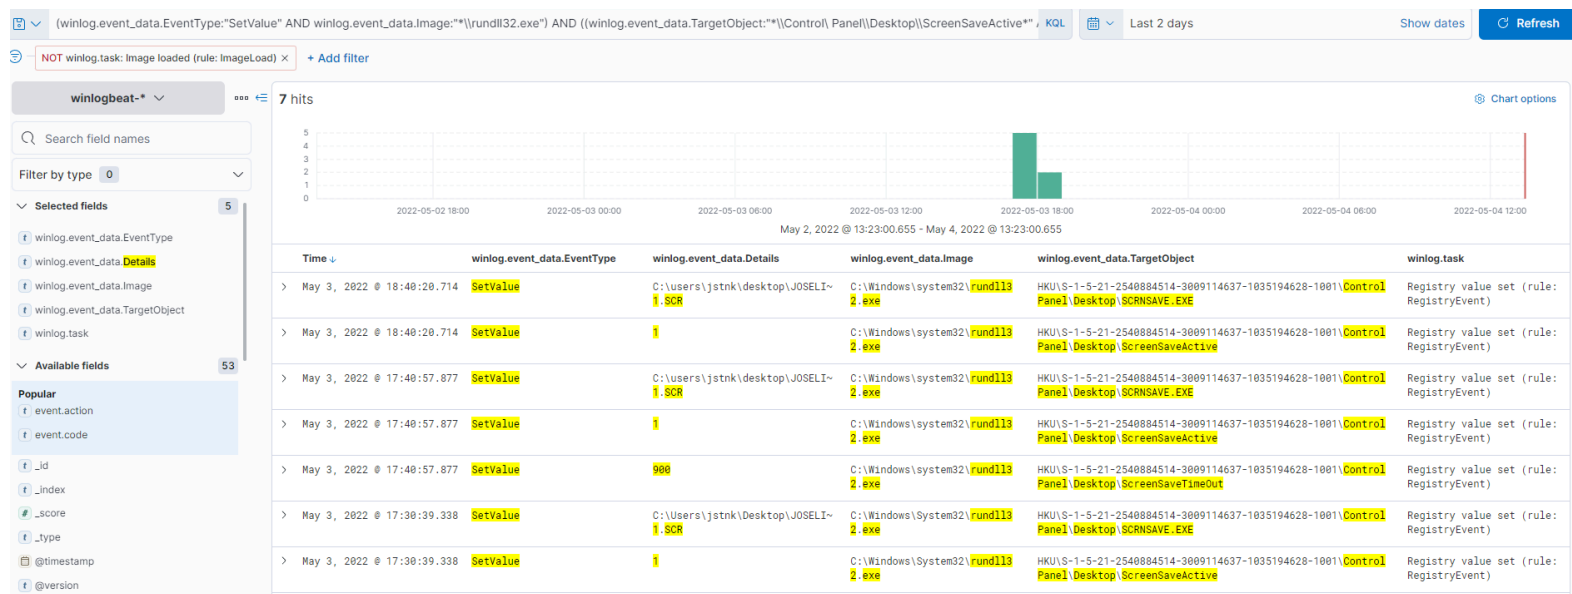 (winlog.event_data.EventType:"SetValue" AND winlog.event_data.Image:"*\\rundll32.exe") AND ((winlog.event_data.TargetObject:"*\\Control\ Panel\\Desktop\\ScreenSaveActive*" KQL Last 2 days Show dates Refresh
NOT winlog.task: Image loaded (rule: ImageLoad) × + Add filter
winlogbeat-* 7 hits Chart options
Search field names
Filter by type 0
Selected fields 5
winlog.event_data.EventType
winlog.event_data.Details
winlog.event_data.Image
winlog.event_data.TargetObject
winlog.task
Available fields 53
Popular
event.action
event.code
_id
_index
_score
_type
@timestamp
@version
5
4
3
2
1
0
2022-05-02 18:00 2022-05-03 00:00 2022-05-03 06:00 2022-05-03 12:00 2022-05-03 18:00 2022-05-04 00:00 2022-05-04 06:00 2022-05-04 12:00
May 2, 2022 @ 13:23:00.655 - May 4, 2022 @ 13:23:00.655
Time ↓ winlog.event_data.EventType winlog.event_data.Details winlog.event_data.Image winlog.event_data.TargetObject winlog.task
May 3, 2022 @ 18:40:20.714 SetValue C:\users\jstnk\desktop\JOSELI~ C:\Windows\system32\rundll3 HKU\S-1-5-21-2540884514-3009114637-1035194628-1001\Control Registry value set (rule:
1.SCR 2.exe Panel\Desktop\SCRNSAVE.EXE RegistryEvent)
May 3, 2022 @ 18:40:20.714 SetValue 1 C:\Windows\system32\rundll3 HKU\S-1-5-21-2540884514-3009114637-1035194628-1001\Control Registry value set (rule:
2.exe Panel\Desktop\ScreenSaveActive RegistryEvent)
May 3, 2022 @ 17:40:57.877 SetValue C:\users\jstnk\desktop\JOSELI~ C:\Windows\system32\rundll3 HKU\S-1-5-21-2540884514-3009114637-1035194628-1001\Control Registry value set (rule:
1.SCR 2.exe Panel\Desktop\SCRNSAVE.EXE RegistryEvent)
May 3, 2022 @ 17:40:57.877 SetValue 1 C:\Windows\system32\rundll3 HKU\S-1-5-21-2540884514-3009114637-1035194628-1001\Control Registry value set (rule:
2.exe Panel\Desktop\ScreenSaveActive RegistryEvent)
May 3, 2022 @ 17:40:57.877 SetValue 900 C:\Windows\system32\rundll3 HKU\S-1-5-21-2540884514-3009114637-1035194628-1001\Control Registry value set (rule:
2.exe Panel\Desktop\ScreenSaveTimeOut RegistryEvent)
May 3, 2022 @ 17:30:39.338 SetValue C:\Users\jstnk\Desktop\JOSELI~ C:\Windows\System32\rundll3 HKU\S-1-5-21-2540884514-3009114637-1035194628-1001\Control Registry value set (rule:
1.SCR 2.exe Panel\Desktop\SCRNSAVE.EXE RegistryEvent)
May 3, 2022 @ 17:30:39.338 SetValue 1 C:\Windows\System32\rundll3 HKU\S-1-5-21-2540884514-3009114637-1035194628-1001\Control Registry value set (rule:
2.exe Panel\Desktop\ScreenSaveActive RegistryEvent)